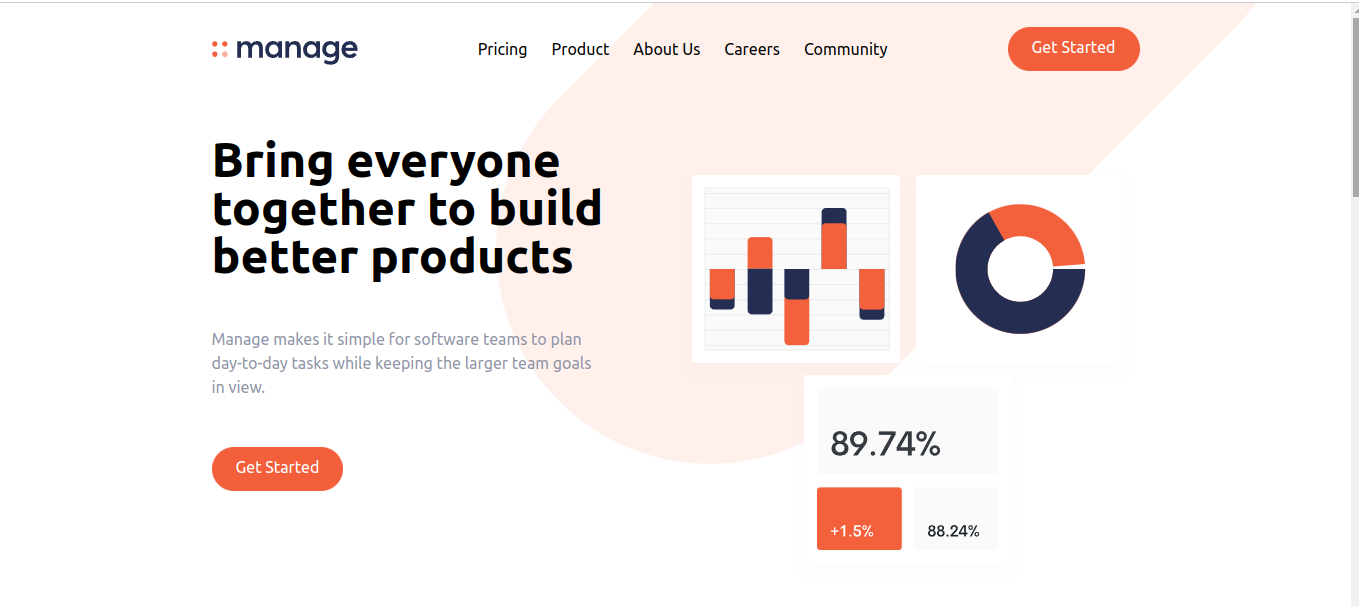 manage
Pricing Product About Us Careers Community
Get Started
Bring everyone
together to build
better products
Manage makes it simple for software teams to plan
day-to-day tasks while keeping the larger team goals
in view.
Get Started
89.74%
+1.5% 88.24%